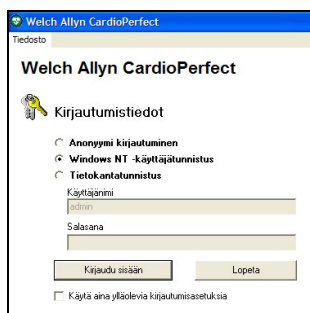 Welch Allyn CardioPerfect
Tiedosto
Welch Allyn CardioPerfect
Kirjautumistiedot
Anonyymi kirjautuminen
Windows NT -käyttäjätunnistus
Tietokantatunnistus
Käyttäjänimi
admin
Salasana
Kirjaudu sisään
Lopeta
Käytä aina ylläolevia kirjautumisasetuksia